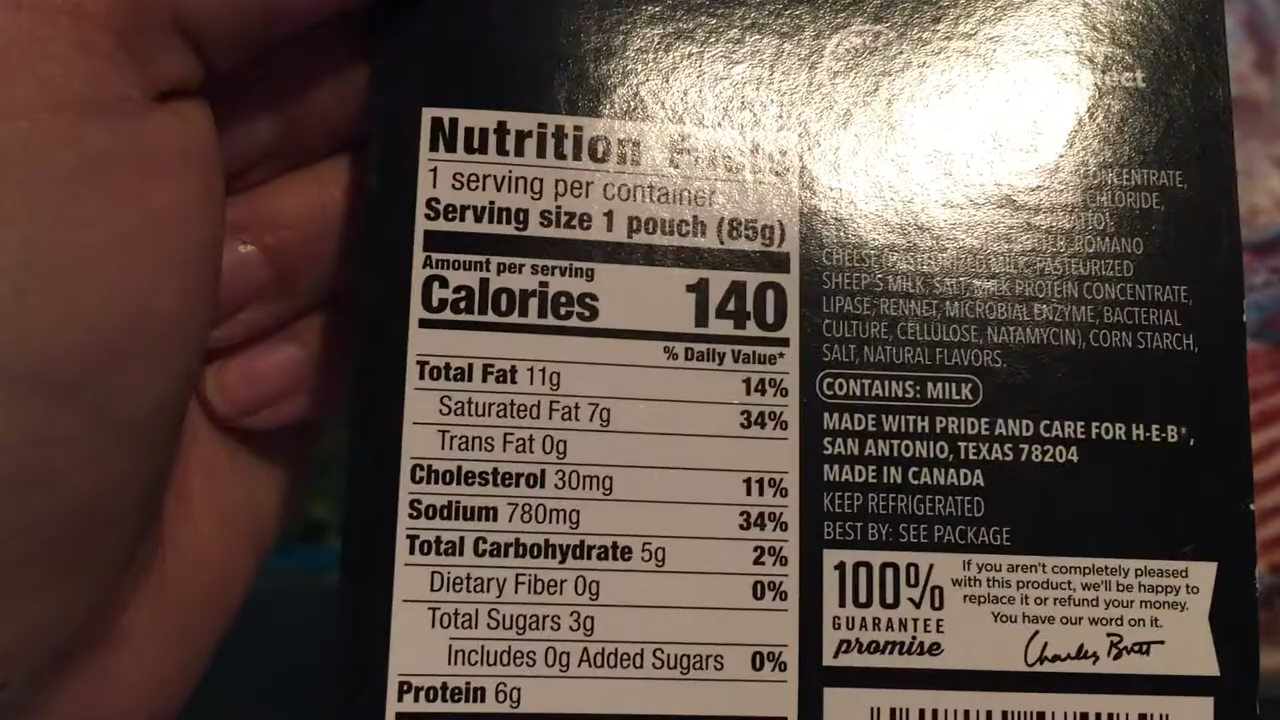 Nutrition Facts
1 serving per container
Serving size 1 pouch (85g)
Amount per serving
Calories 140
% Daily Value*
Total Fat 11g 14%
Saturated Fat 7g 34%
Trans Fat 0g
Cholesterol 30mg 11%
Sodium 780mg 34%
Total Carbohydrate 5g 2%
Dietary Fiber 0g 0%
Total Sugars 3g
Includes 0g Added Sugars 0%
Protein 6g
CHLORIDE,
ROMANO
CHEESE MILK, PASTEURIZED
SHEEP'S MILK, SALT, MILK PROTEIN CONCENTRATE,
LIPASE, RENNET, MICROBIAL ENZYME, BACTERIAL
CULTURE, CELLULOSE, NATAMYCIN), CORN STARCH,
SALT, NATURAL FLAVORS.
CONTAINS: MILK
MADE WITH PRIDE AND CARE FOR H-E-B®,
SAN ANTONIO, TEXAS 78204
MADE IN CANADA
KEEP REFRIGERATED
BEST BY: SEE PACKAGE
100%
GUARANTEE
promise
If you aren't completely pleased
with this product, we'll be happy to
replace it or refund your money.
You have our word on it.
Charles Butt